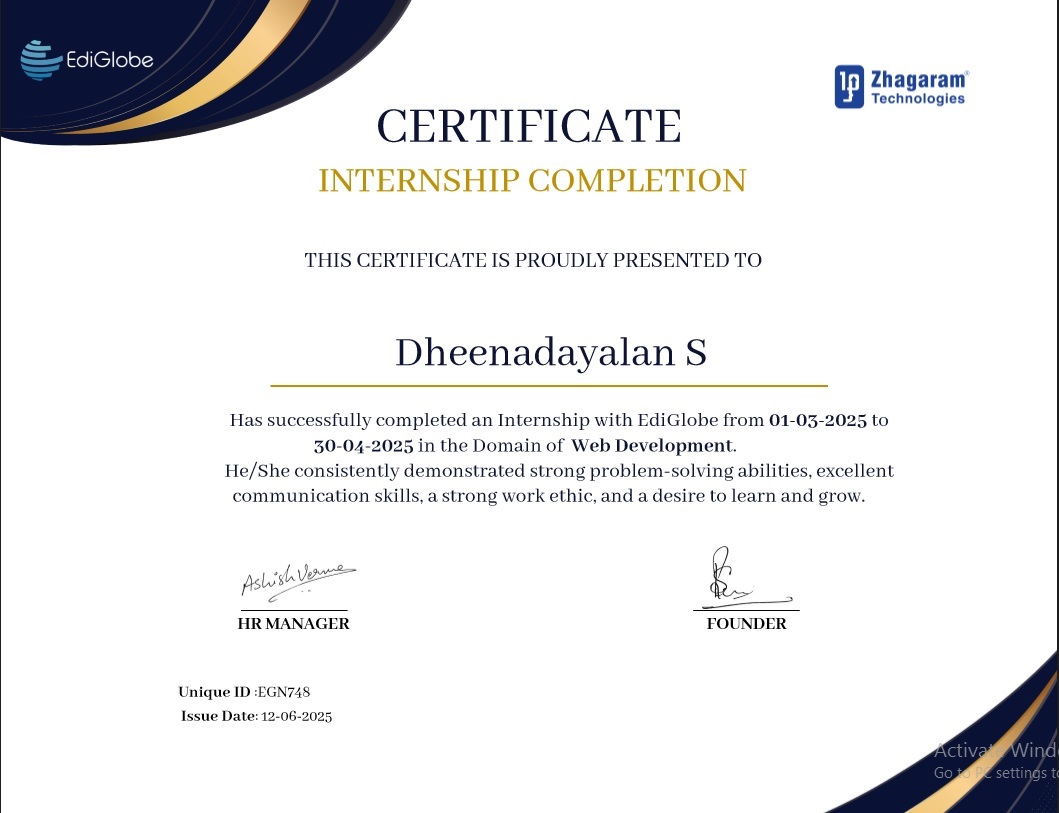 EdiGlobe
Zhagaram®
Technologies
CERTIFICATE
INTERNSHIP COMPLETION
THIS CERTIFICATE IS PROUDLY PRESENTED TO
Dheenadayalan S
Has successfully completed an Internship with EdiGlobe from 01-03-2025 to
30-04-2025 in the Domain of Web Development.
He/She consistently demonstrated strong problem-solving abilities, excellent
communication skills, a strong work ethic, and a desire to learn and grow.
Ashish Verma
HR MANAGER
FOUNDER
Unique ID :EGN748
Issue Date: 12-06-2025
Activate Wind
Go to PC settings to